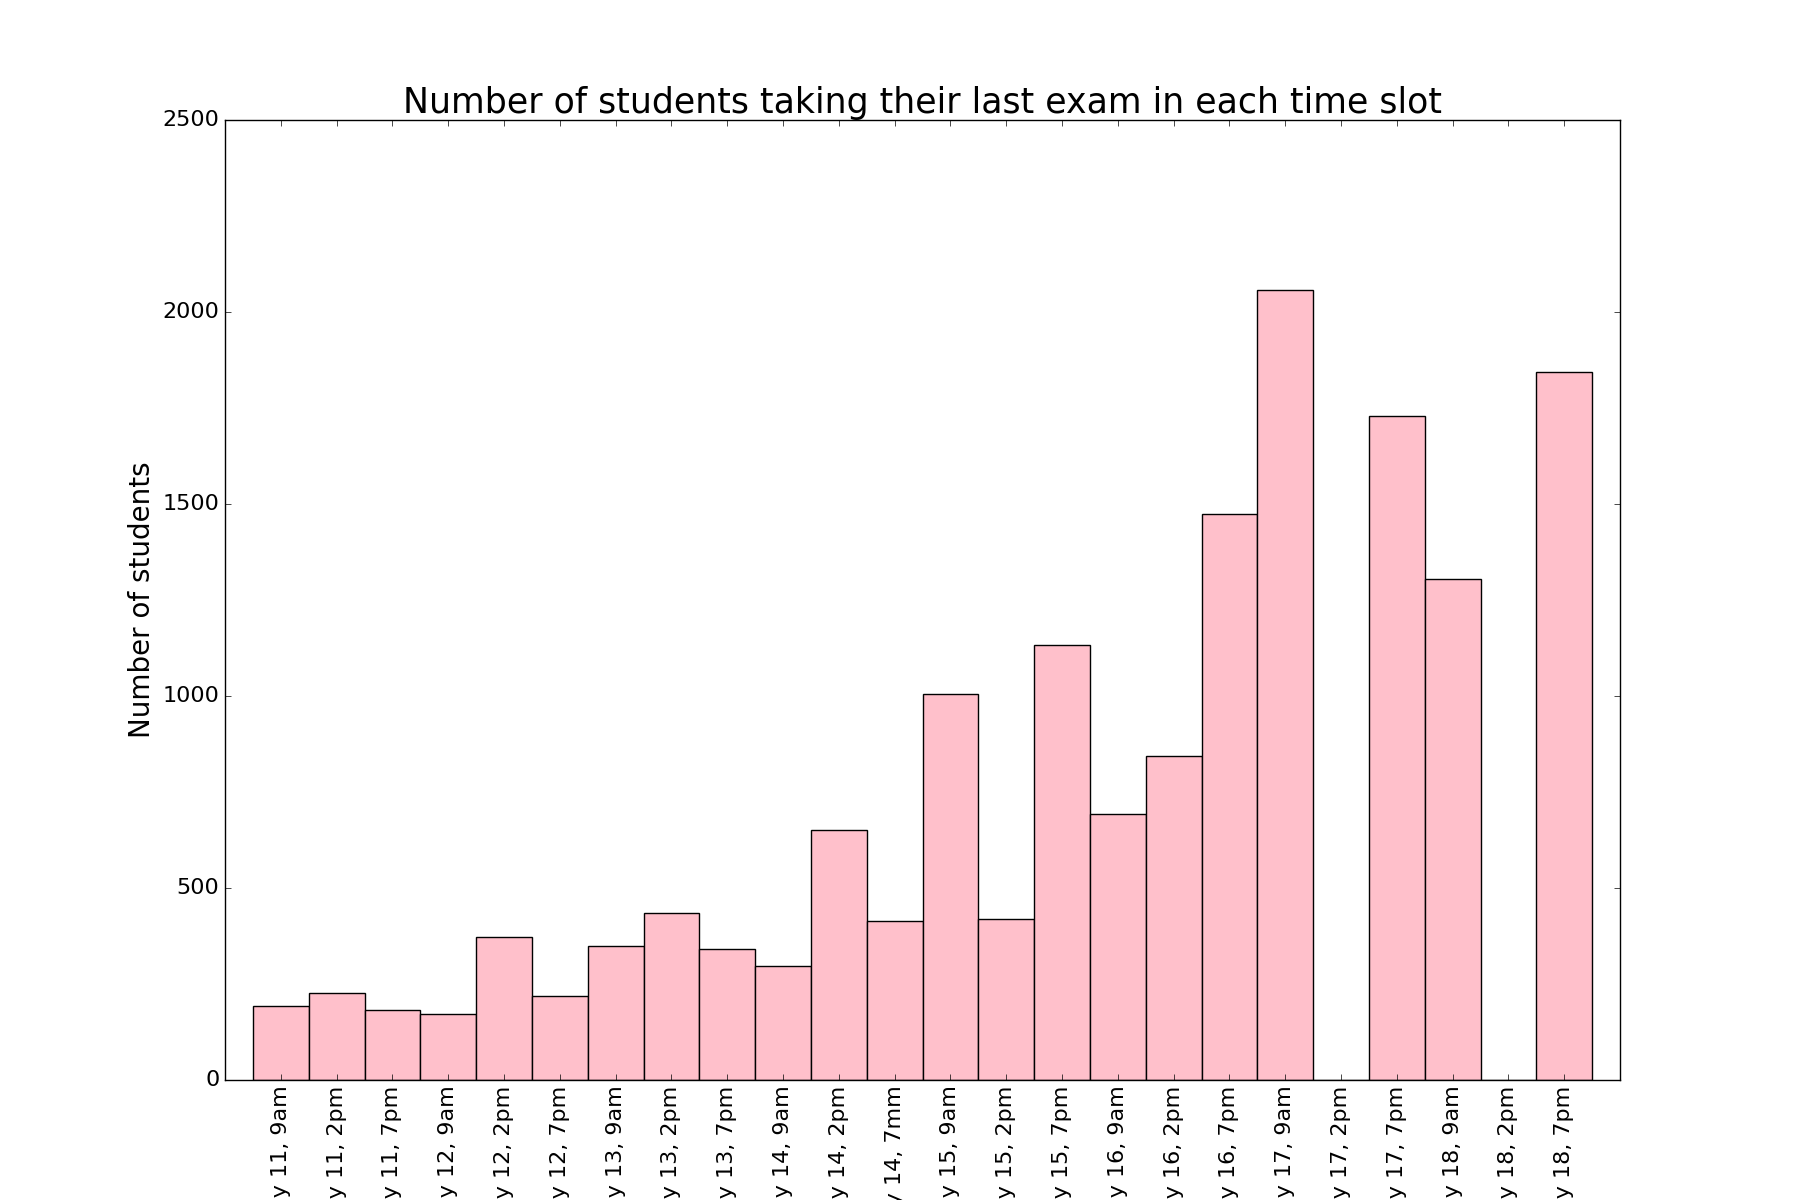 Number of students taking their last exam in each time slot
2500
2000
1500
1000
500
0
Number of students
y 11, 9am
y 11, 2pm
y 11, 7pm
y 12, 9am
y 12, 2pm
y 12, 7pm
y 13, 9am
y 13, 2pm
y 13, 7pm
y 14, 9am
y 14, 2pm
y 14, 7mm
y 15, 9am
y 15, 2pm
y 15, 7pm
y 16, 9am
y 16, 2pm
y 16, 7pm
y 17, 9am
y 17, 2pm
y 17, 7pm
y 18, 9am
y 18, 2pm
y 18, 7pm